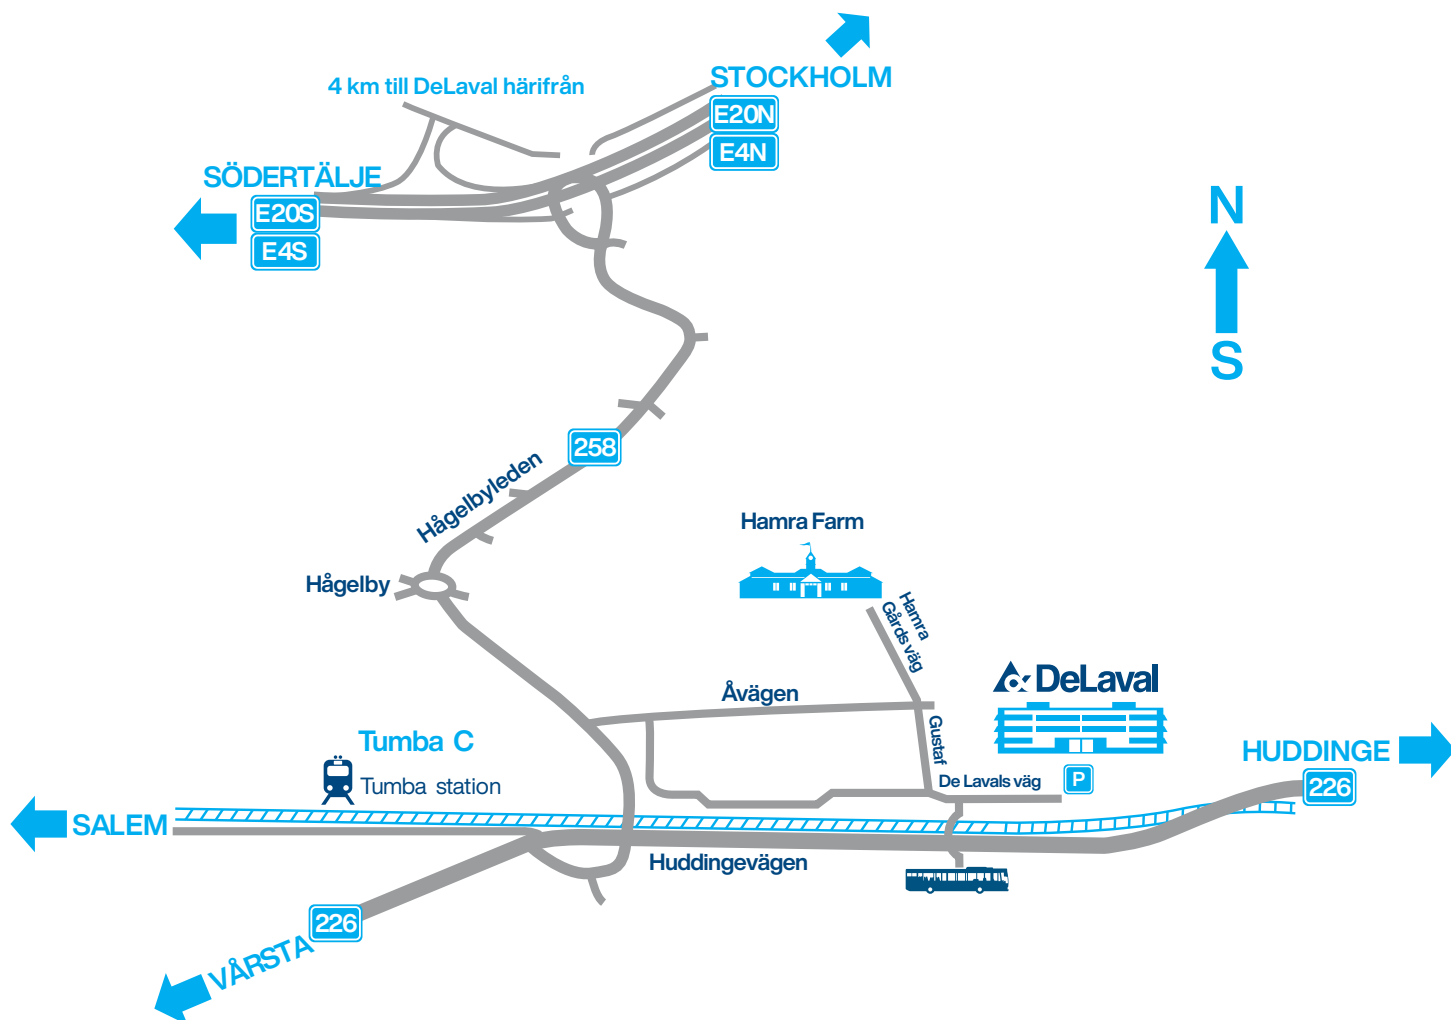 STOCKHOLM
4 km till DeLaval härifrån
E20N
E4N
SÖDERTÄLJE
E20S
E4S
N
S
258
Hågelbyleden
Hamra Farm
Hågelby
Hamra
Gårds väg
DeLaval
Åvägen
Gustaf
De Lavals väg
P
Tumba C
Tumba station
HUDDINGE
226
SALEM
Huddingevägen
226
VÅRSTA